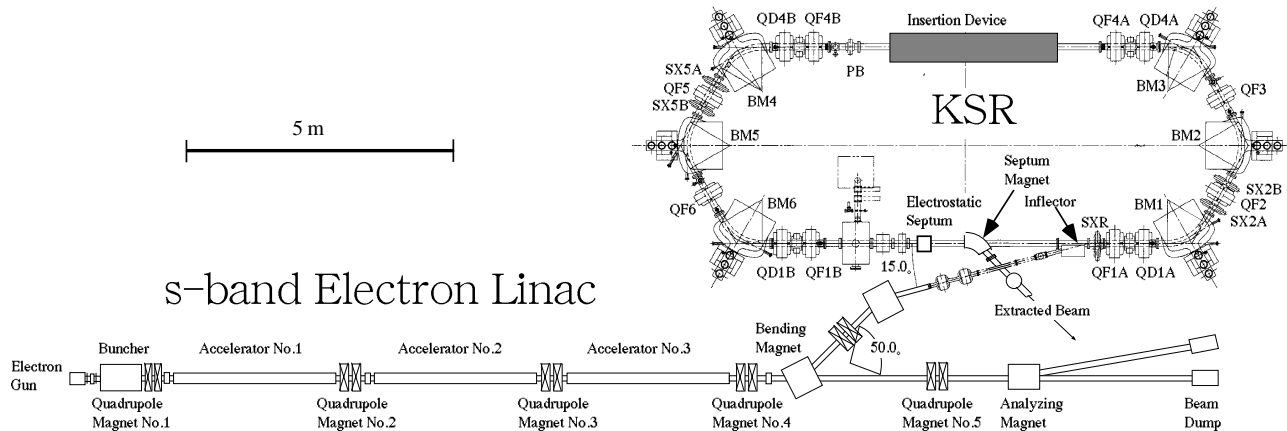 QD4B QF4B
Insertion Device
QF4A QD4A
PB
SX5A
QF5
SX5B
BM4
BM3
QF3
KSR
5 m
BM5
BM2
Septum
Magnet
SX2B
QF2
SX2A
QF6
BM6
Electrostatic
Septum
Inflector
BM1
SXR
QD1B QF1B
15.0°
QF1A QD1A
s-band Electron Linac
Extracted Beam
Bending
Magnet
50.0°
Electron
Gun
Buncher
Accelerator No.1
Accelerator No.2
Accelerator No.3
Quadrupole
Magnet No.1
Quadrupole
Magnet No.2
Quadrupole
Magnet No.3
Quadrupole
Magnet No.4
Quadrupole
Magnet No.5
Analyzing
Magnet
Beam
Dump